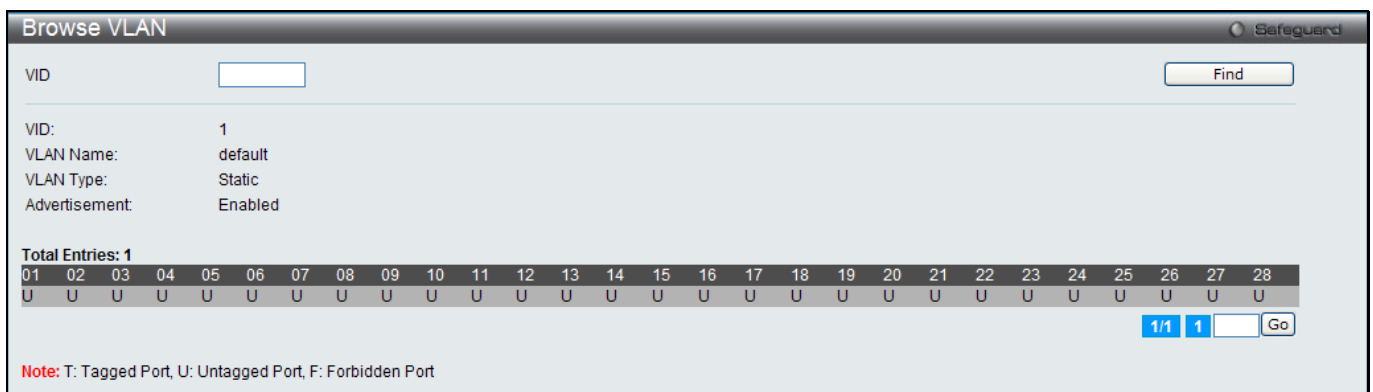 Browse VLAN Safeguard
VID Find
VID: 1
VLAN Name: default
VLAN Type: Static
Advertisement: Enabled
Total Entries: 1
01 02 03 04 05 06 07 08 09 10 11 12 13 14 15 16 17 18 19 20 21 22 23 24 25 26 27 28
U U U U U U U U U U U U U U U U U U U U U U U U U U U U
1/1 1 Go
Note: T: Tagged Port, U: Untagged Port, F: Forbidden Port